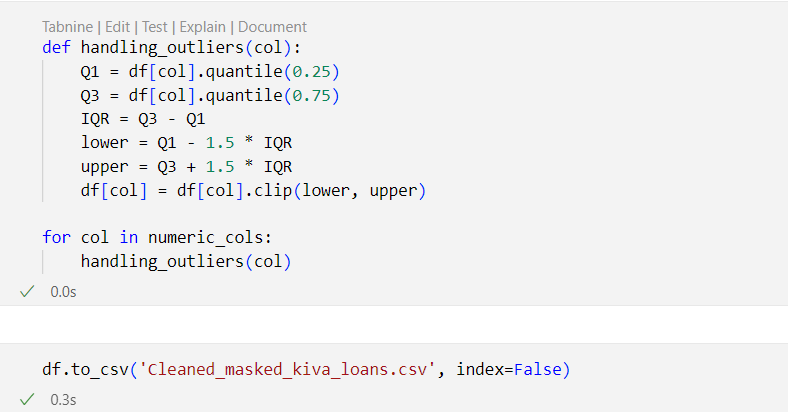 Tabnine | Edit | Test | Explain | Document
def handling_outliers(col):
    Q1 = df[col].quantile(0.25)
    Q3 = df[col].quantile(0.75)
    IQR = Q3 - Q1
    lower = Q1 - 1.5 * IQR
    upper = Q3 + 1.5 * IQR
    df[col] = df[col].clip(lower, upper)
for col in numeric_cols:
    handling_outliers(col)
0.0s
df.to_csv('Cleaned_masked_kiva_loans.csv', index=False)
0.3s